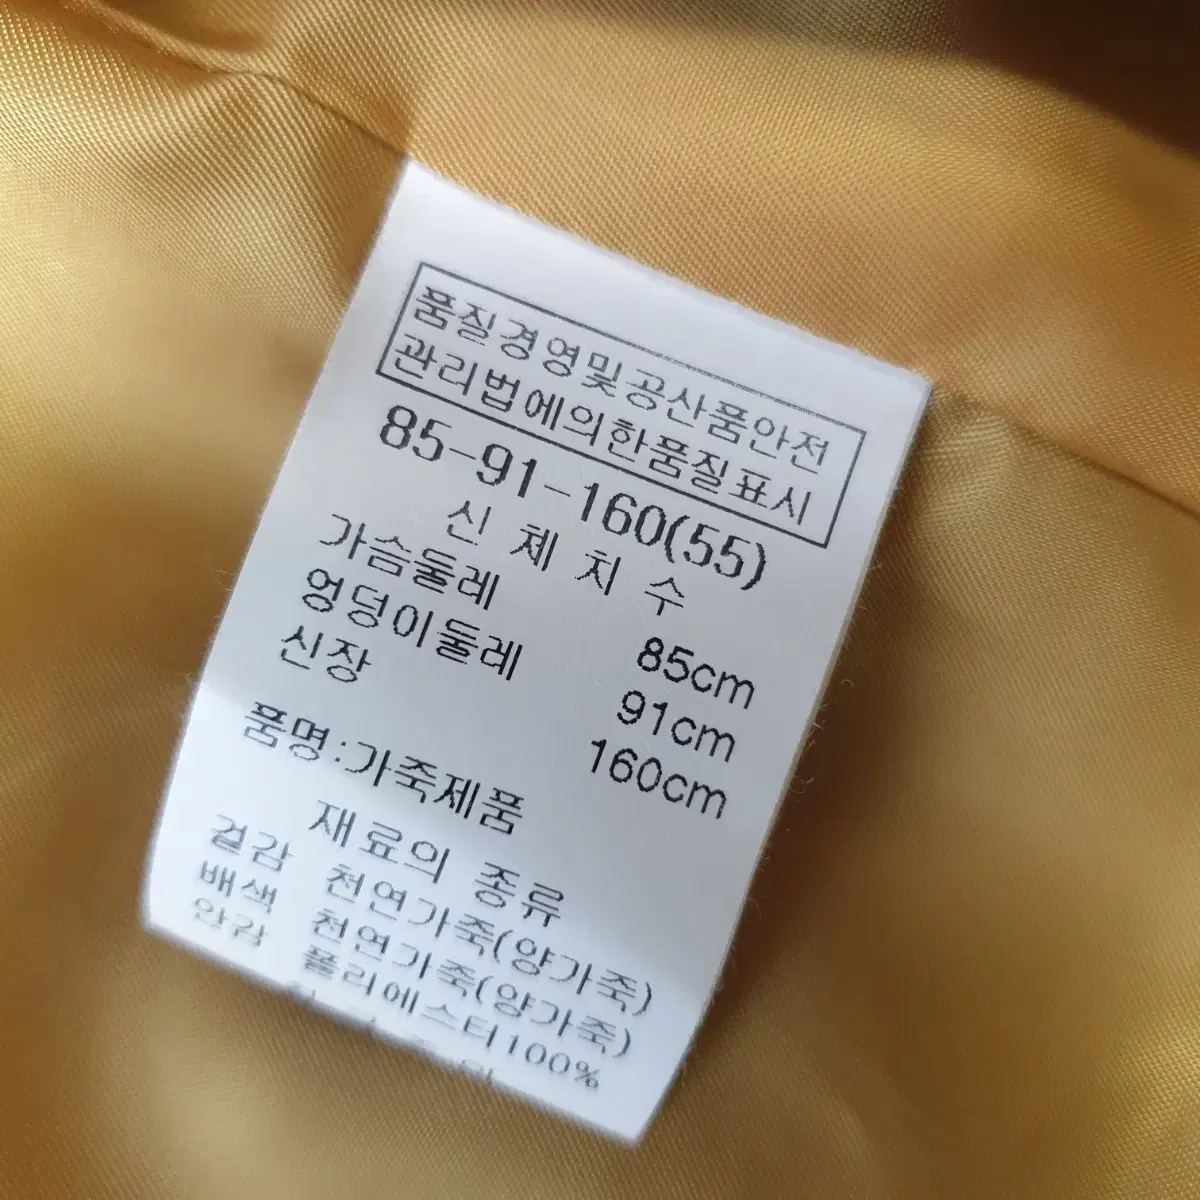 품질경영및공산품안전
관리법에의한품질표시
85-91-160(55)
신 체 치 수
가슴둘레 85cm
엉덩이둘레 91cm
신장 160cm
품명:가죽제품
재료의 종류
겉감 천연가죽(양가죽)
배색 천연가죽(양가죽)
안감 폴리에스터100%